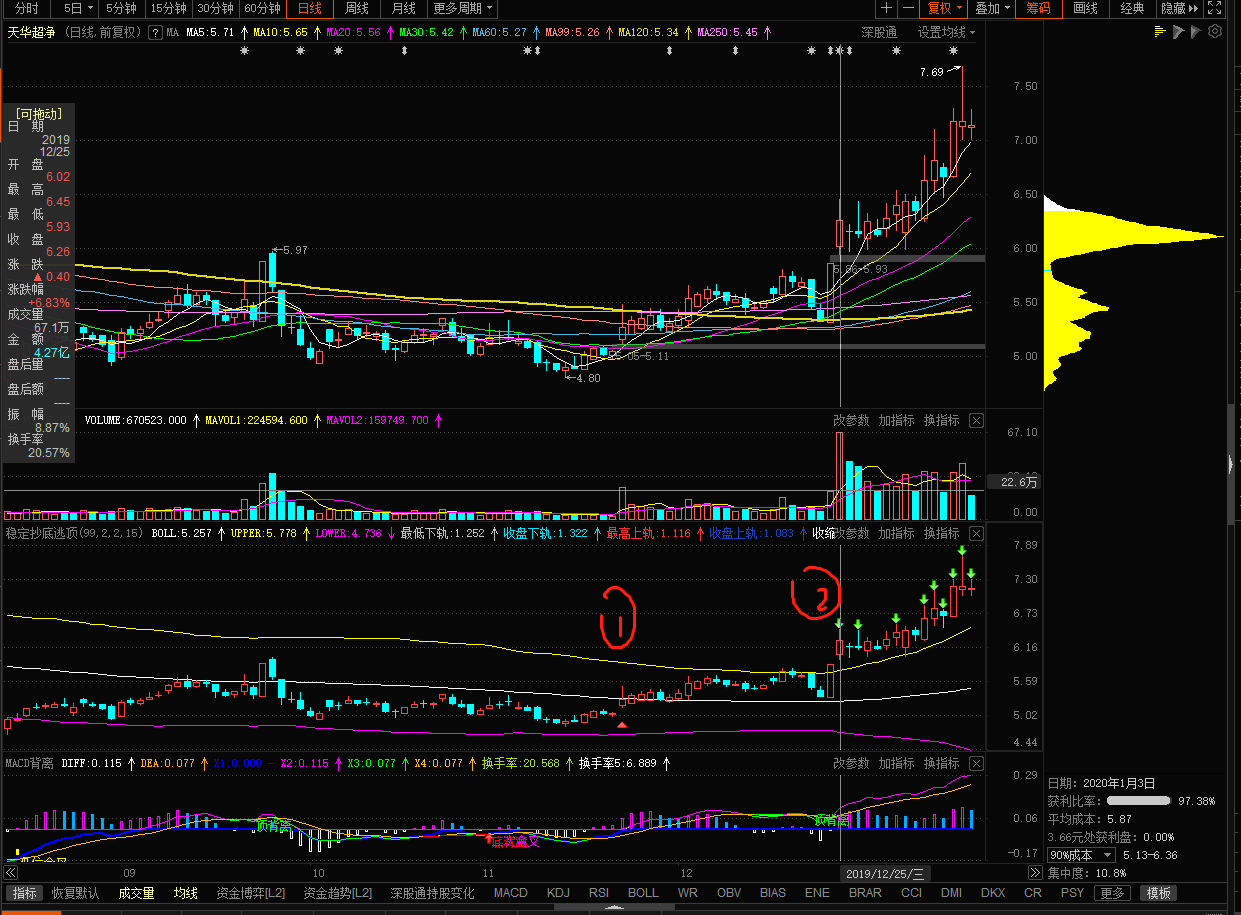 分时 5日 5分钟 15分钟 30分钟 60分钟 日线 周线 月线 更多周期 + — 复权 叠加 筹码 画线 经典 隐藏
天华超净 (日线,前复权) ? MA MA5:5.71 MA10:5.65 MA20:5.56 MA30:5.42 MA60:5.27 MA99:5.26 MA120:5.34 MA250:5.45 深股通 设置均线
7.69
7.50
[可拖动]
日 期
2019
12/25
开 盘
6.02
最 高
6.45
最 低
5.93
收 盘
6.26
涨 跌
▲0.40
涨跌幅
+6.83%
成交量
67.1万
金 额
4.27亿
盘后量
----
盘后额
----
振 幅
8.87%
换手率
20.57%
7.00
6.50
6.00
5.50
5.00
←5.97
5.86-5.93
5.05-5.11
←4.80
VOLUME:670523.000 MAVOL1:224594.600 MAVOL2:159749.700 改参数 加指标 换指标
67.10
22.6万
0.00
稳定抄底逃顶(99,2,2,15) BOLL:5.257 UPPER:5.778 LOWER:4.736 最低下轨:1.252 收盘下轨:1.322 最高上轨:1.116 收盘上轨:1.083 收缩 改参数 加指标 换指标
7.89
7.30
6.73
6.16
5.59
5.02
4.44
1
2
MACD背离 DIFF:0.115 DEA:0.077 X1:0.000 X2:0.115 X3:0.077 X4:0.077 换手率:20.568 换手率5:6.889 改参数 加指标 换指标
0.29
0.06
-0.17
顶背离
顶背离
日期: 2020年1月3日
获利比率: 97.38%
平均成本: 5.87
3.66元处获利盘: 0.00%
90%成本 5.13-6.36
集中度: 10.8%
09 10 11 12 2019/12/25/三
指标 恢复默认 成交量 均线 资金博弈[L2] 资金趋势[L2] 深股通持股变化 MACD KDJ RSI BOLL WR OBV BIAS ENE BRAR CCI DMI DKX CR PSY 更多 模板